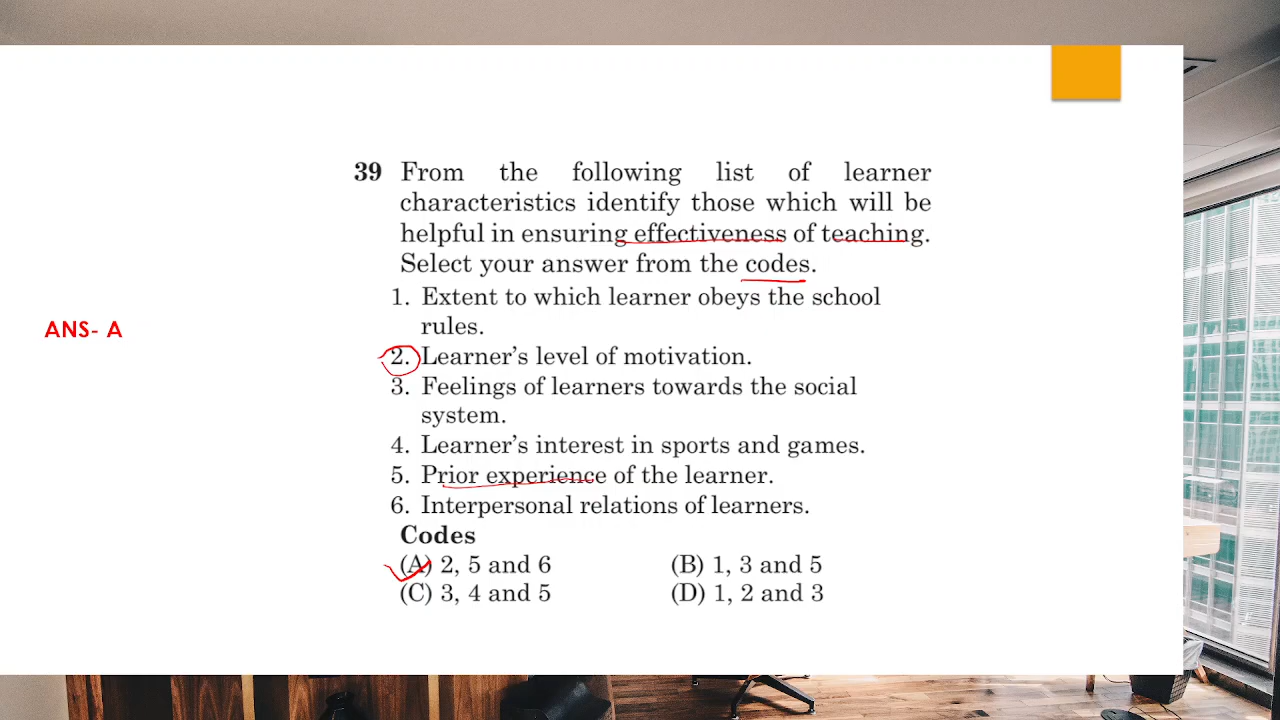 39 From the following list of learner
characteristics identify those which will be
helpful in ensuring effectiveness of teaching.
Select your answer from the codes.
1. Extent to which learner obeys the school
rules.
ANS- A
2. Learner's level of motivation.
3. Feelings of learners towards the social
system.
4. Learner's interest in sports and games.
5. Prior experience of the learner.
6. Interpersonal relations of learners.
Codes
(A) 2, 5 and 6 (B) 1, 3 and 5
(C) 3, 4 and 5 (D) 1, 2 and 3